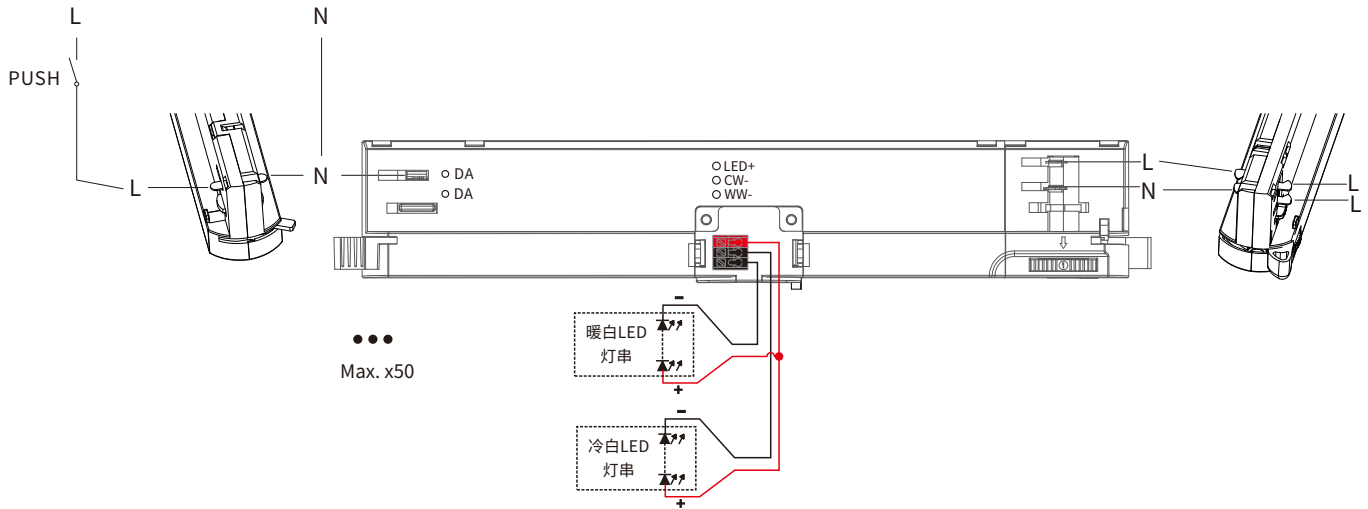 L
N
PUSH
L
N
DA
DA
LED+
CW-
WW-
L
N
L
L
-
暖白LED
灯串
+
Max. x50
-
冷白LED
灯串
+